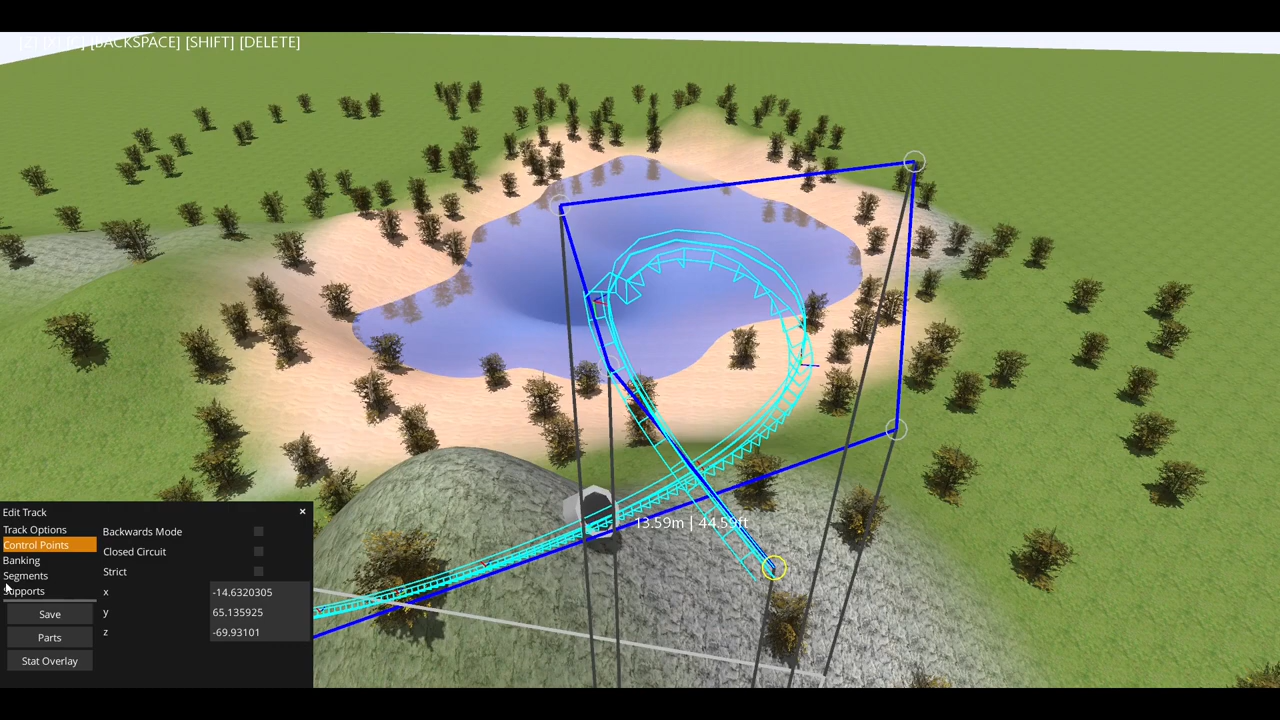 [BACKSPACE] [SHIFT] [DELETE]
13.59m | 44.59ft
Edit Track
Track Options
Control Points
Banking
Segments
Supports
Save
Parts
Stat Overlay
Backwards Mode
Closed Circuit
Strict
x -14.6320305
y 65.135925
z -69.93101